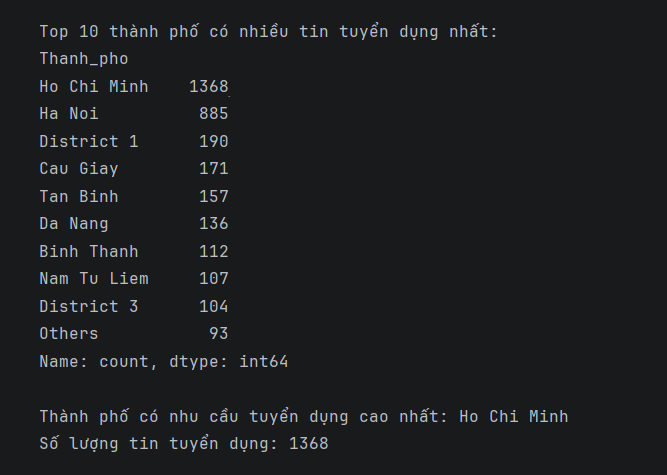 Top 10 thành phố có nhiều tin tuyển dụng nhất:
Thanh_pho
Ho Chi Minh    1368
Ha Noi          885
District 1      190
Cau Giay        171
Tan Binh        157
Da Nang         136
Binh Thanh      112
Nam Tu Liem     107
District 3      104
Others           93
Name: count, dtype: int64
Thành phố có nhu cầu tuyển dụng cao nhất: Ho Chi Minh
Số lượng tin tuyển dụng: 1368